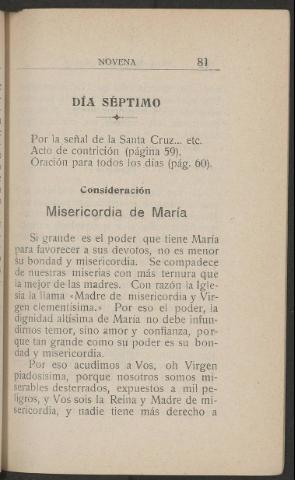 NOVENA 81
DÍA SÉPTIMO
Por la señal de la Santa Cruz... etc.
Acto de contrición (página 59).
Oración para todos los días (pág. 60).
Consideración
Misericordia de María
Si grande es el poder que tiene María
para favorecer a sus devotos, no es menor
su bondad y misericordia. Se compadece
de nuestras miserias con más ternura que
la mejor de las madres. Con razón la Igle-
sia la llama «Madre de misericordia y Vir-
gen clementísima.» Por eso el poder, la
dignidad altísima de María no debe infun-
dirnos temor, sino amor y confianza, por-
que tan grande como su poder es su bon-
dad y misericordia.
Por eso acudimos a Vos, oh Virgen
piadosísima, porque nosotros somos mi-
serables desterrados, expuestos a mil pe-
ligros, y Vos sois la Reina y Madre de mi-
sericordia, y nadie tiene más derecho a